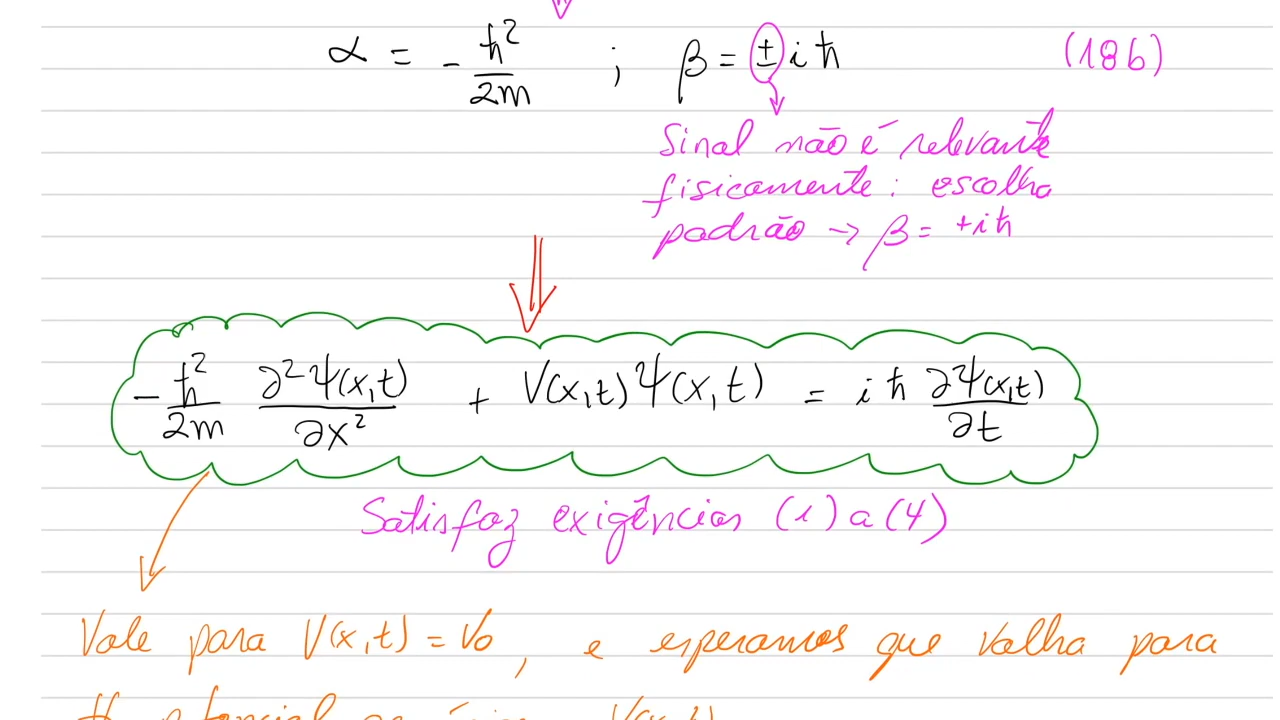 α = - ħ²/2m ; β = ± iħ (186)
Sinal não é relevante
fisicamente: escolha
padrão → β = +iħ
- ħ²/2m ∂²Ψ(x,t)/∂x² + V(x,t)Ψ(x,t) = iħ ∂Ψ(x,t)/∂t
Satisfaz exigências (1) a (4)
Vale para V(x,t) = V₀, e esperamos que valha para